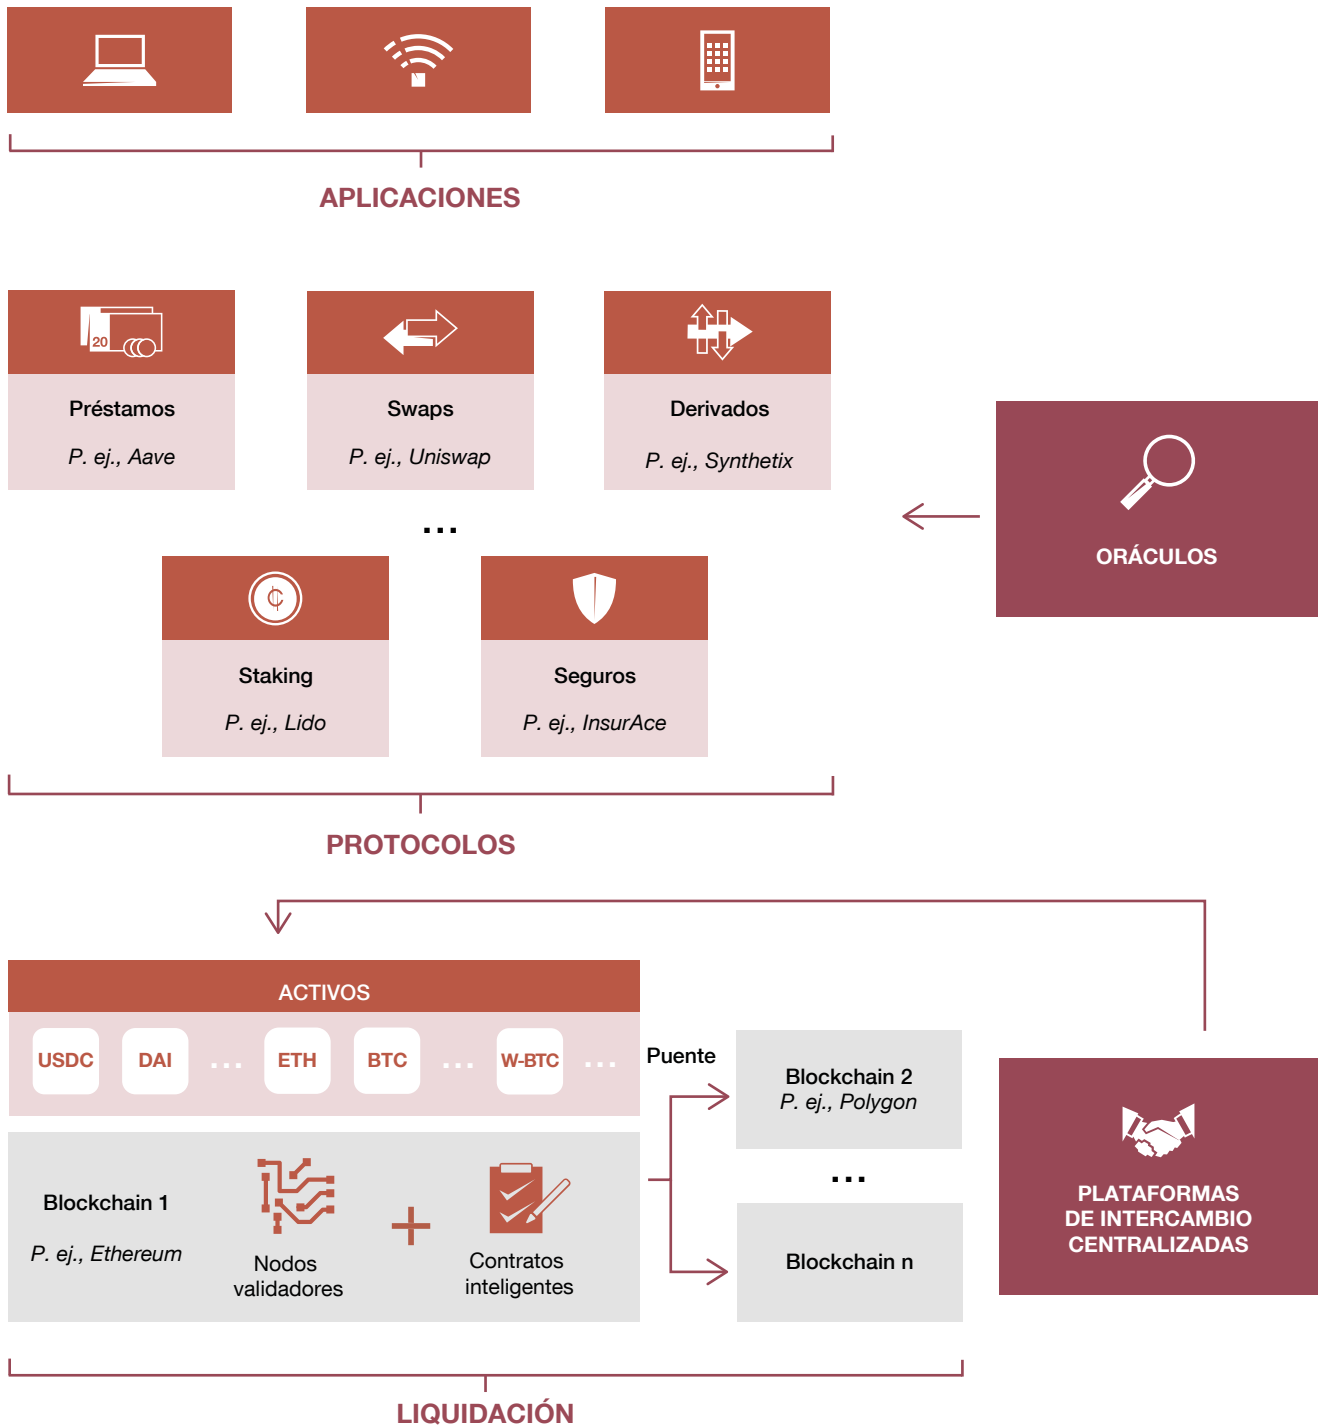 APLICACIONES
20
Préstamos
P. ej., Aave
Swaps
P. ej., Uniswap
Derivados
P. ej., Synthetix
...
ORÁCULOS
¢
Staking
P. ej., Lido
Seguros
P. ej., InsurAce
PROTOCOLOS
ACTIVOS
USDC
DAI
...
ETH
BTC
...
W-BTC
...
Puente
Blockchain 1
P. ej., Ethereum
Nodos
validadores
+
Contratos
inteligentes
Blockchain 2
P. ej., Polygon
...
Blockchain n
PLATAFORMAS
DE INTERCAMBIO
CENTRALIZADAS
LIQUIDACIÓN